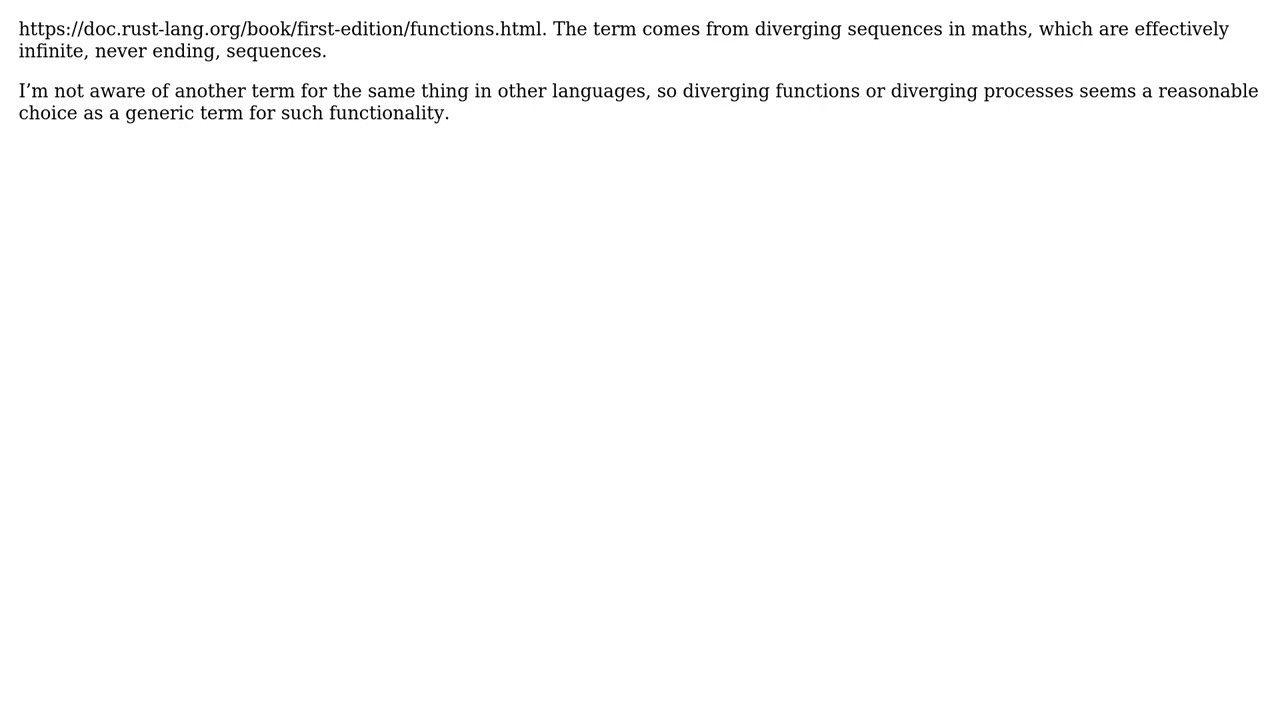 https://doc.rust-lang.org/book/first-edition/functions.html. The term comes from diverging sequences in maths, which are effectively
infinite, never ending, sequences.
I’m not aware of another term for the same thing in other languages, so diverging functions or diverging processes seems a reasonable
choice as a generic term for such functionality.